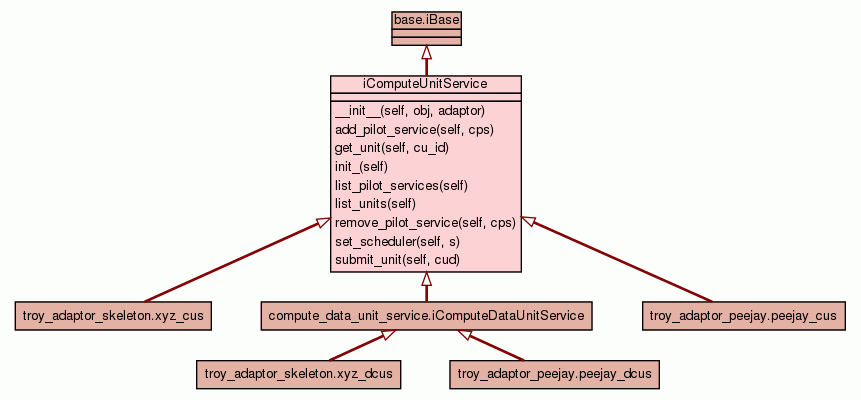 base.iBase
iComputeUnitService
__init__(self, obj, adaptor)
add_pilot_service(self, cps)
get_unit(self, cu_id)
init_(self)
list_pilot_services(self)
list_units(self)
remove_pilot_service(self, cps)
set_scheduler(self, s)
submit_unit(self, cud)
troy_adaptor_skeleton.xyz_cus
compute_data_unit_service.iComputeDataUnitService
troy_adaptor_peejay.peejay_cus
troy_adaptor_skeleton.xyz_dcus
troy_adaptor_peejay.peejay_dcus